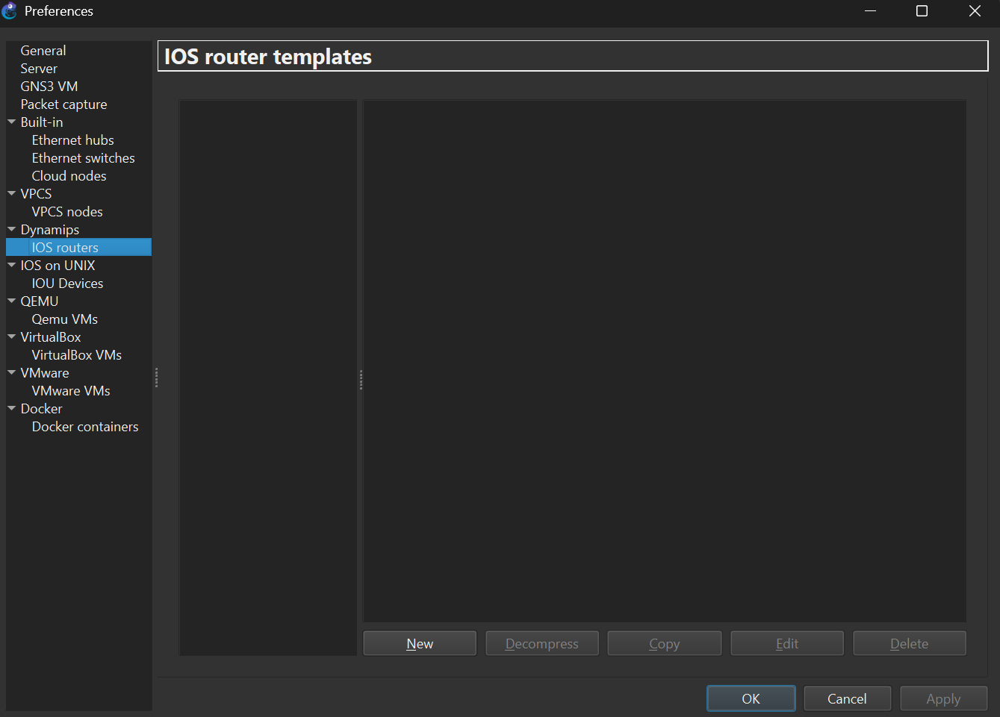 Preferences
General
Server
GNS3 VM
Packet capture
Built-in
Ethernet hubs
Ethernet switches
Cloud nodes
VPCS
VPCS nodes
Dynamips
IOS routers
IOS on UNIX
IOU Devices
QEMU
Qemu VMs
VirtualBox
VirtualBox VMs
VMware
VMware VMs
Docker
Docker containers
IOS router templates
New
Decompress
Copy
Edit
Delete
OK
Cancel
Apply